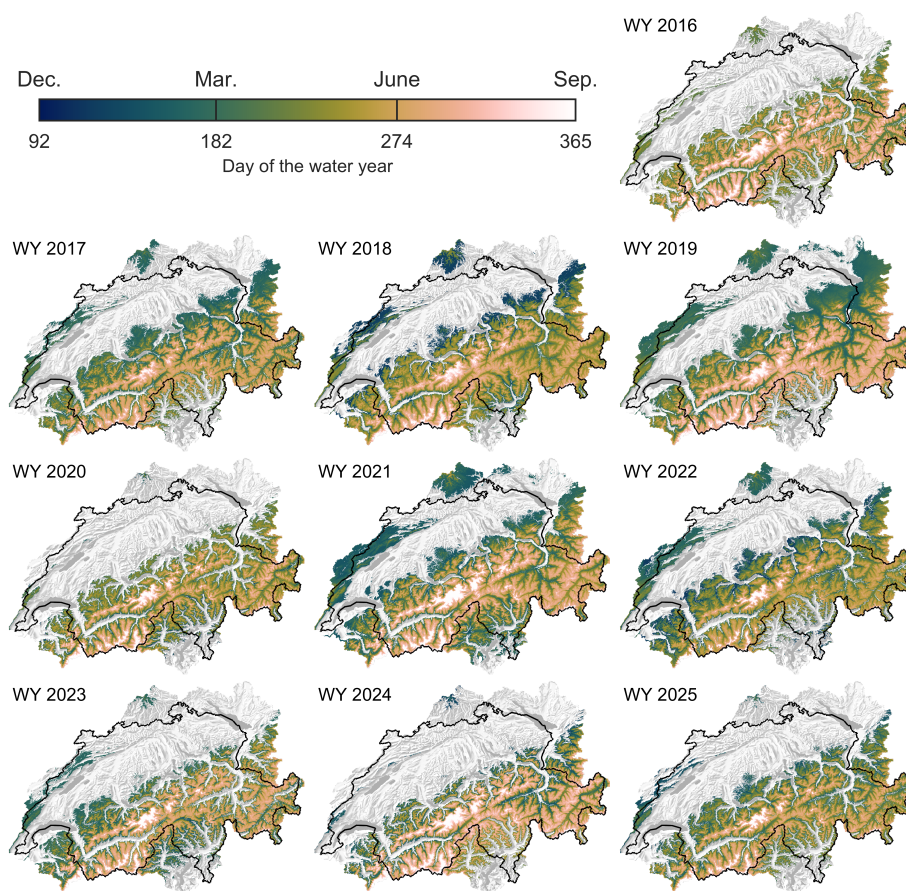 WY 2016
Dec. Mar. June Sep.
92 182 274 365
Day of the water year
WY 2017 WY 2018 WY 2019
WY 2020 WY 2021 WY 2022
WY 2023 WY 2024 WY 2025